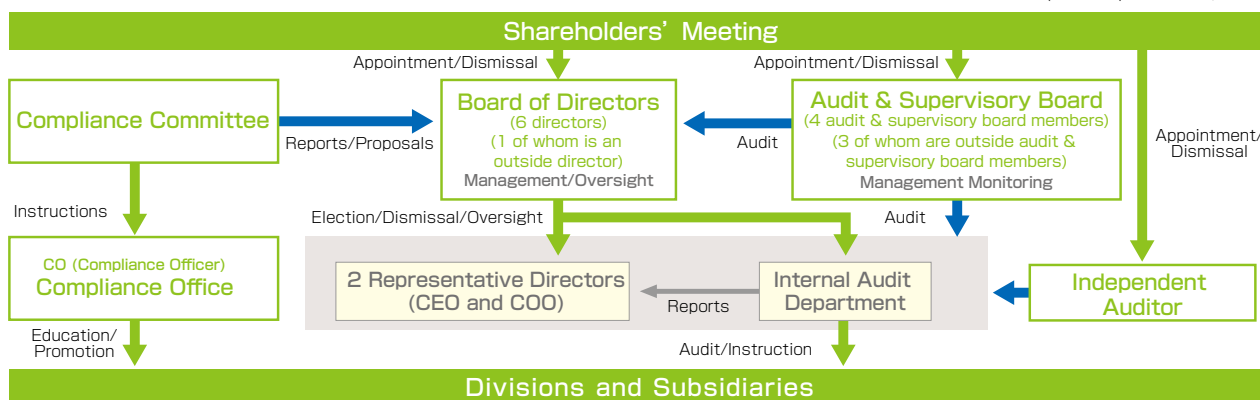 Shareholders' Meeting
Appointment/Dismissal
Appointment/Dismissal
Compliance Committee
Reports/Proposals
Board of Directors
(6 directors)
(1 of whom is an
outside director)
Management/Oversight
Audit
Audit & Supervisory Board
(4 audit & supervisory board members)
(3 of whom are outside audit &
supervisory board members)
Management Monitoring
Appointment/
Dismissal
Instructions
Election/Dismissal/Oversight
Audit
CO (Compliance Officer)
Compliance Office
2 Representative Directors
(CEO and COO)
Reports
Internal Audit
Department
Independent
Auditor
Education/
Promotion
Audit/Instruction
Divisions and Subsidiaries